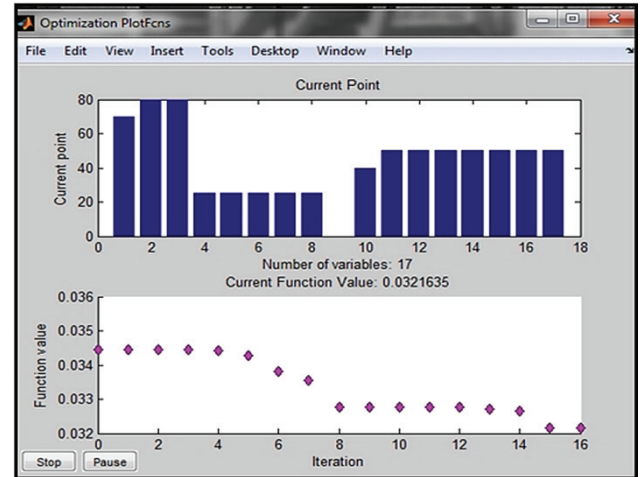 Optimization PlotFcns
File Edit View Insert Tools Desktop Window Help
Current Point
Current point
80
60
40
20
0
0 2 4 6 8 10 12 14 16 18
Number of variables: 17
Current Function Value: 0.0321635
Function value
0.036
0.035
0.034
0.033
0.032
0 2 4 6 8 10 12 14 16
Iteration
Stop Pause